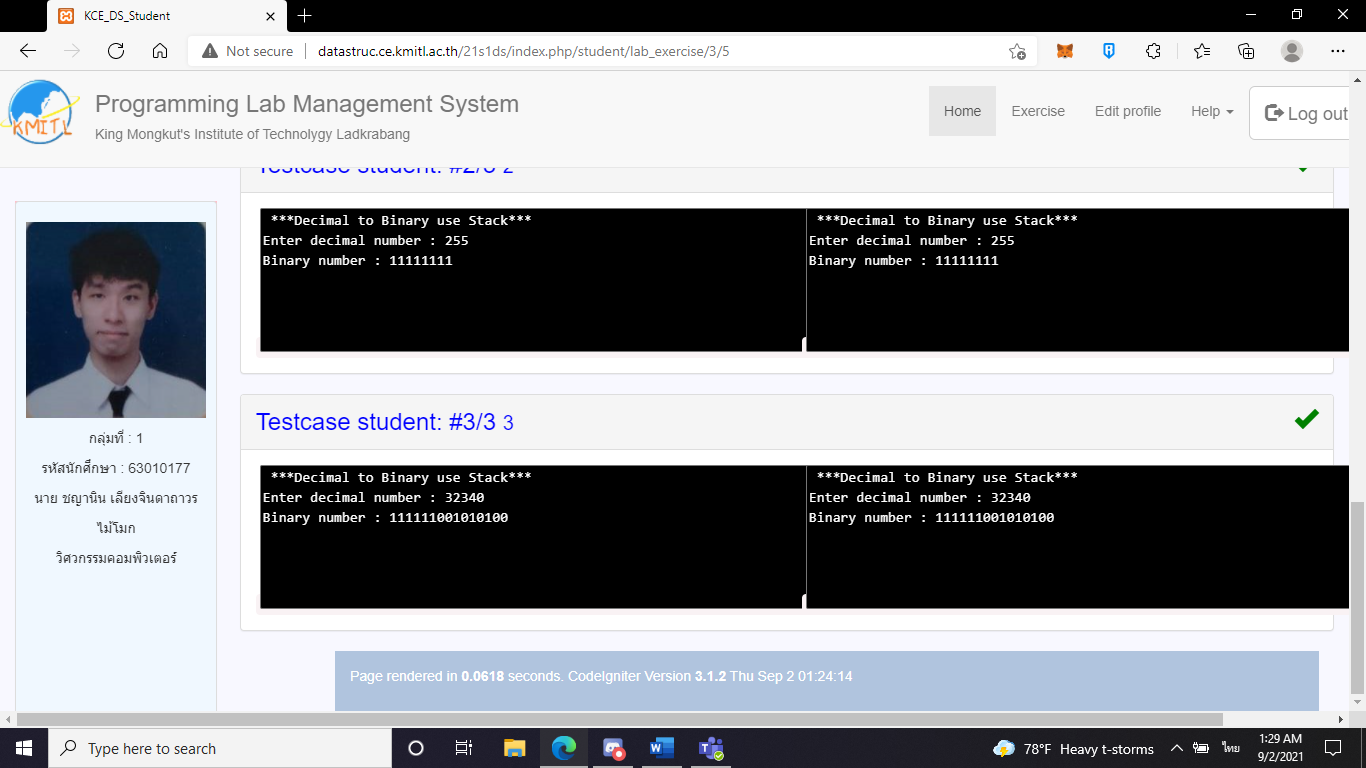 KCE_DS_Student
Not secure
datastruc.ce.kmitl.ac.th/21s1ds/index.php/student/lab_exercise/3/5
KMITL
Programming Lab Management System
King Mongkut's Institute of Technolygy Ladkrabang
Home
Exercise
Edit profile
Help
Log out
กลุ่มที่ : 1
รหัสนักศึกษา : 63010177
นาย ชญานิน เลียงจินดาถาวร
ไม้โมก
วิศวกรรมคอมพิวเตอร์
Testcase student: #2/3 2
***Decimal to Binary use Stack***
Enter decimal number : 255
Binary number : 11111111
***Decimal to Binary use Stack***
Enter decimal number : 255
Binary number : 11111111
Testcase student: #3/3 3
***Decimal to Binary use Stack***
Enter decimal number : 32340
Binary number : 111111001010100
***Decimal to Binary use Stack***
Enter decimal number : 32340
Binary number : 111111001010100
Page rendered in 0.0618 seconds. CodeIgniter Version 3.1.2 Thu Sep 2 01:24:14
Type here to search
78°F Heavy t-storms
ไทย
1:29 AM
9/2/2021